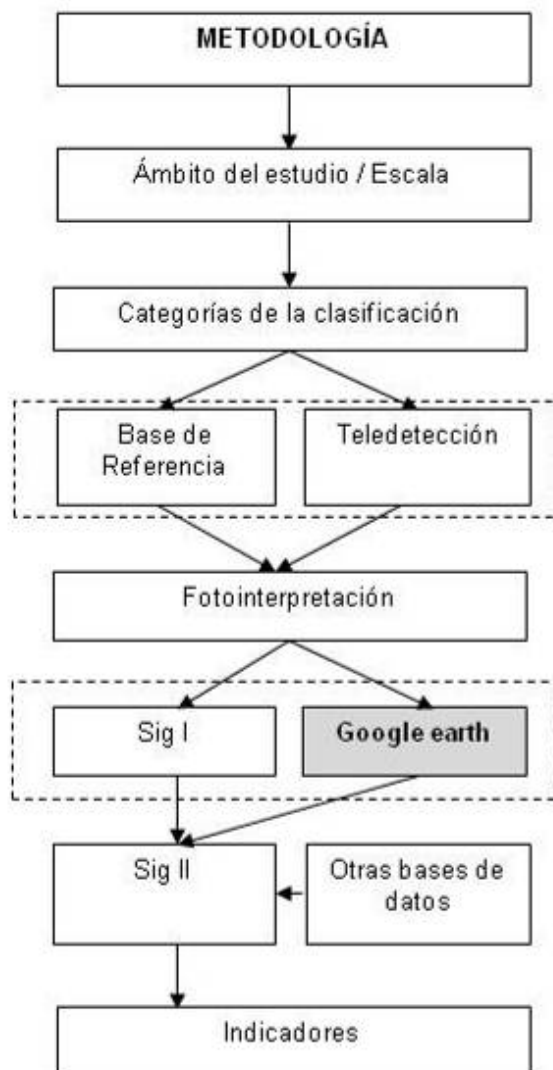 METODOLOGÍA
Ámbito del estudio / Escala
Categorías de la clasificación
Base de
Referencia
Teledetección
Fotointerpretación
Sig I
Google earth
Sig II
Otras bases de
datos
Indicadores